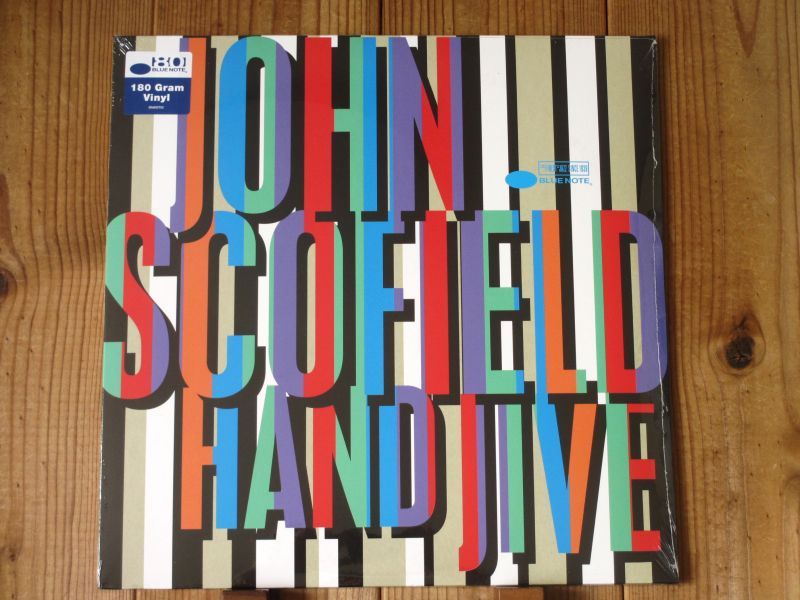 80
BLUE NOTE
180 Gram
Vinyl
JOHN
BLUE NOTE
SCOFIELD
HAND JIVE